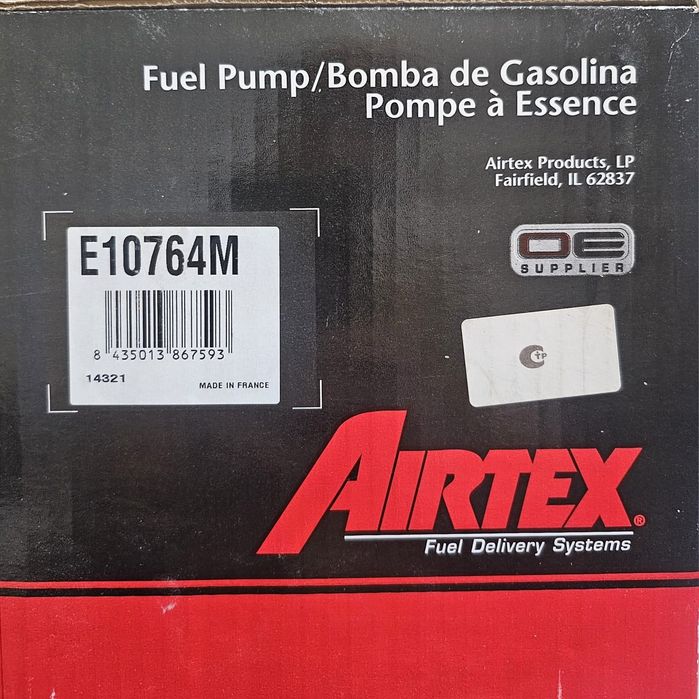 Fuel Pump/Bomba de Gasolina
Pompe à Essence
Airtex Products, LP
Fairfield, IL 62837
E10764M
8 435013 867593
14321
MADE IN FRANCE
OE
SUPPLIER
AIRTEX®
Fuel Delivery Systems